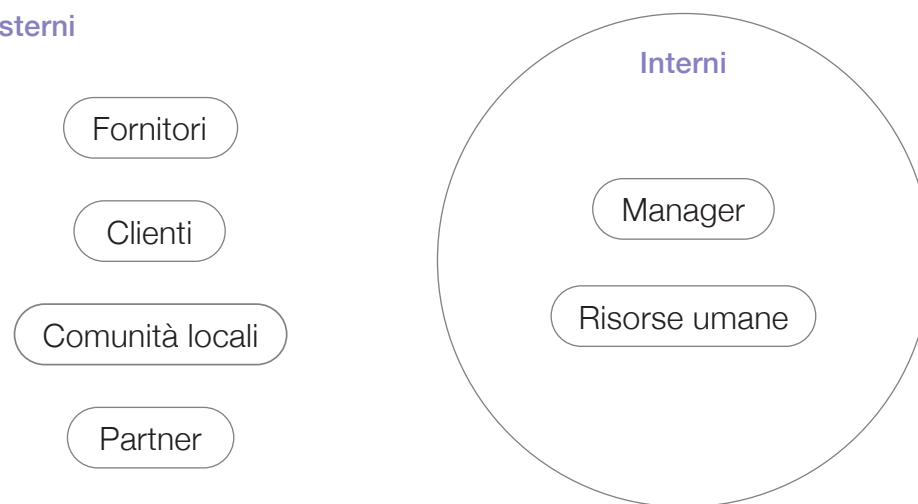 sterni
Fornitori
Clienti
Comunità locali
Partner
Interni
Manager
Risorse umane